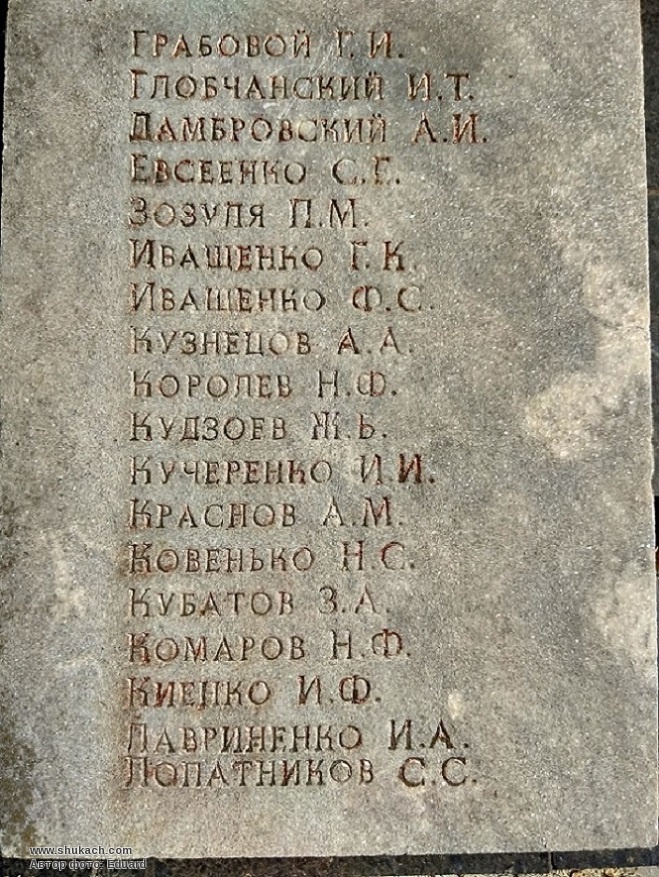 Грабовой Г.И.
Глобчанский И.Т.
Дамбровский А.И.
Евсеенко С.Г.
Зозуля П.М.
Иващенко Г.К.
Иващенко Ф.С.
Кузнецов А.А.
Королев Н.Ф.
Кудзоев Ж.Б.
Кучеренко И.И.
Краснов А.М.
Ковенько Н.С.
Кубатов З.А.
Комаров Н.Ф.
Киенко И.Ф.
Лавриненко И.А.
Лопатников С.С.
www.shukach.com
Автор фото: Eduard